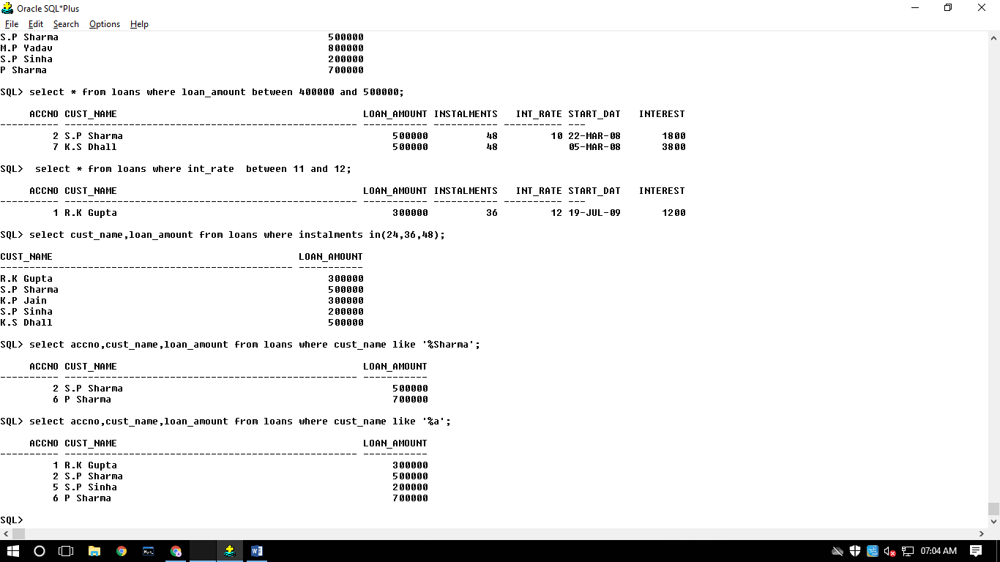 Oracle SQL*Plus
File Edit Search Options Help
S.P Sharma 500000
M.P Yadav 800000
S.P Sinha 200000
P Sharma 700000
SQL> select * from loans where loan_amount between 400000 and 500000;
ACCNO CUST_NAME LOAN_AMOUNT INSTALMENTS INT_RATE START_DAT INTEREST
---------- -------------------------------------------------- ----------- ----------- ---------- ---
2 S.P Sharma 500000 48 10 22-MAR-08 1800
7 K.S Dhall 500000 48 05-MAR-08 3800
SQL>  select * from loans where int_rate  between 11 and 12;
ACCNO CUST_NAME LOAN_AMOUNT INSTALMENTS INT_RATE START_DAT INTEREST
---------- -------------------------------------------------- ----------- ----------- ---------- ---
1 R.K Gupta 300000 36 12 19-JUL-09 1200
SQL> select cust_name,loan_amount from loans where instalments in(24,36,48);
CUST_NAME LOAN_AMOUNT
-------------------------------------------------- -----------
R.K Gupta 300000
S.P Sharma 500000
K.P Jain 300000
S.P Sinha 200000
K.S Dhall 500000
SQL> select accno,cust_name,loan_amount from loans where cust_name like '%Sharma';
ACCNO CUST_NAME LOAN_AMOUNT
---------- -------------------------------------------------- -----------
2 S.P Sharma 500000
6 P Sharma 700000
SQL> select accno,cust_name,loan_amount from loans where cust_name like '%a';
ACCNO CUST_NAME LOAN_AMOUNT
---------- -------------------------------------------------- -----------
1 R.K Gupta 300000
2 S.P Sharma 500000
5 S.P Sinha 200000
6 P Sharma 700000
SQL>
07:04 AM